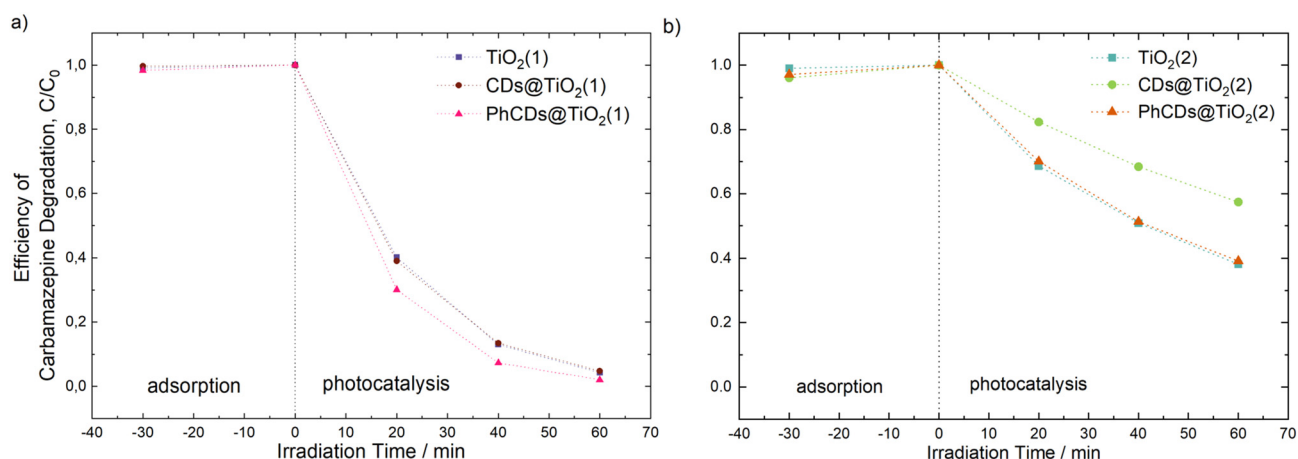 a)
Efficiency of
Carbamazepine Degradation, C/C₀
1,0
0,8
0,6
0,4
0,2
0,0
TiO₂(1)
CDs@TiO₂(1)
PhCDs@TiO₂(1)
adsorption
photocatalysis
-40 -30 -20 -10 0 10 20 30 40 50 60 70
Irradiation Time / min
b)
1.0
0.8
0.6
0.4
0.2
0.0
TiO₂(2)
CDs@TiO₂(2)
PhCDs@TiO₂(2)
adsorption
photocatalysis
-40 -30 -20 -10 0 10 20 30 40 50 60 70
Irradiation Time / min